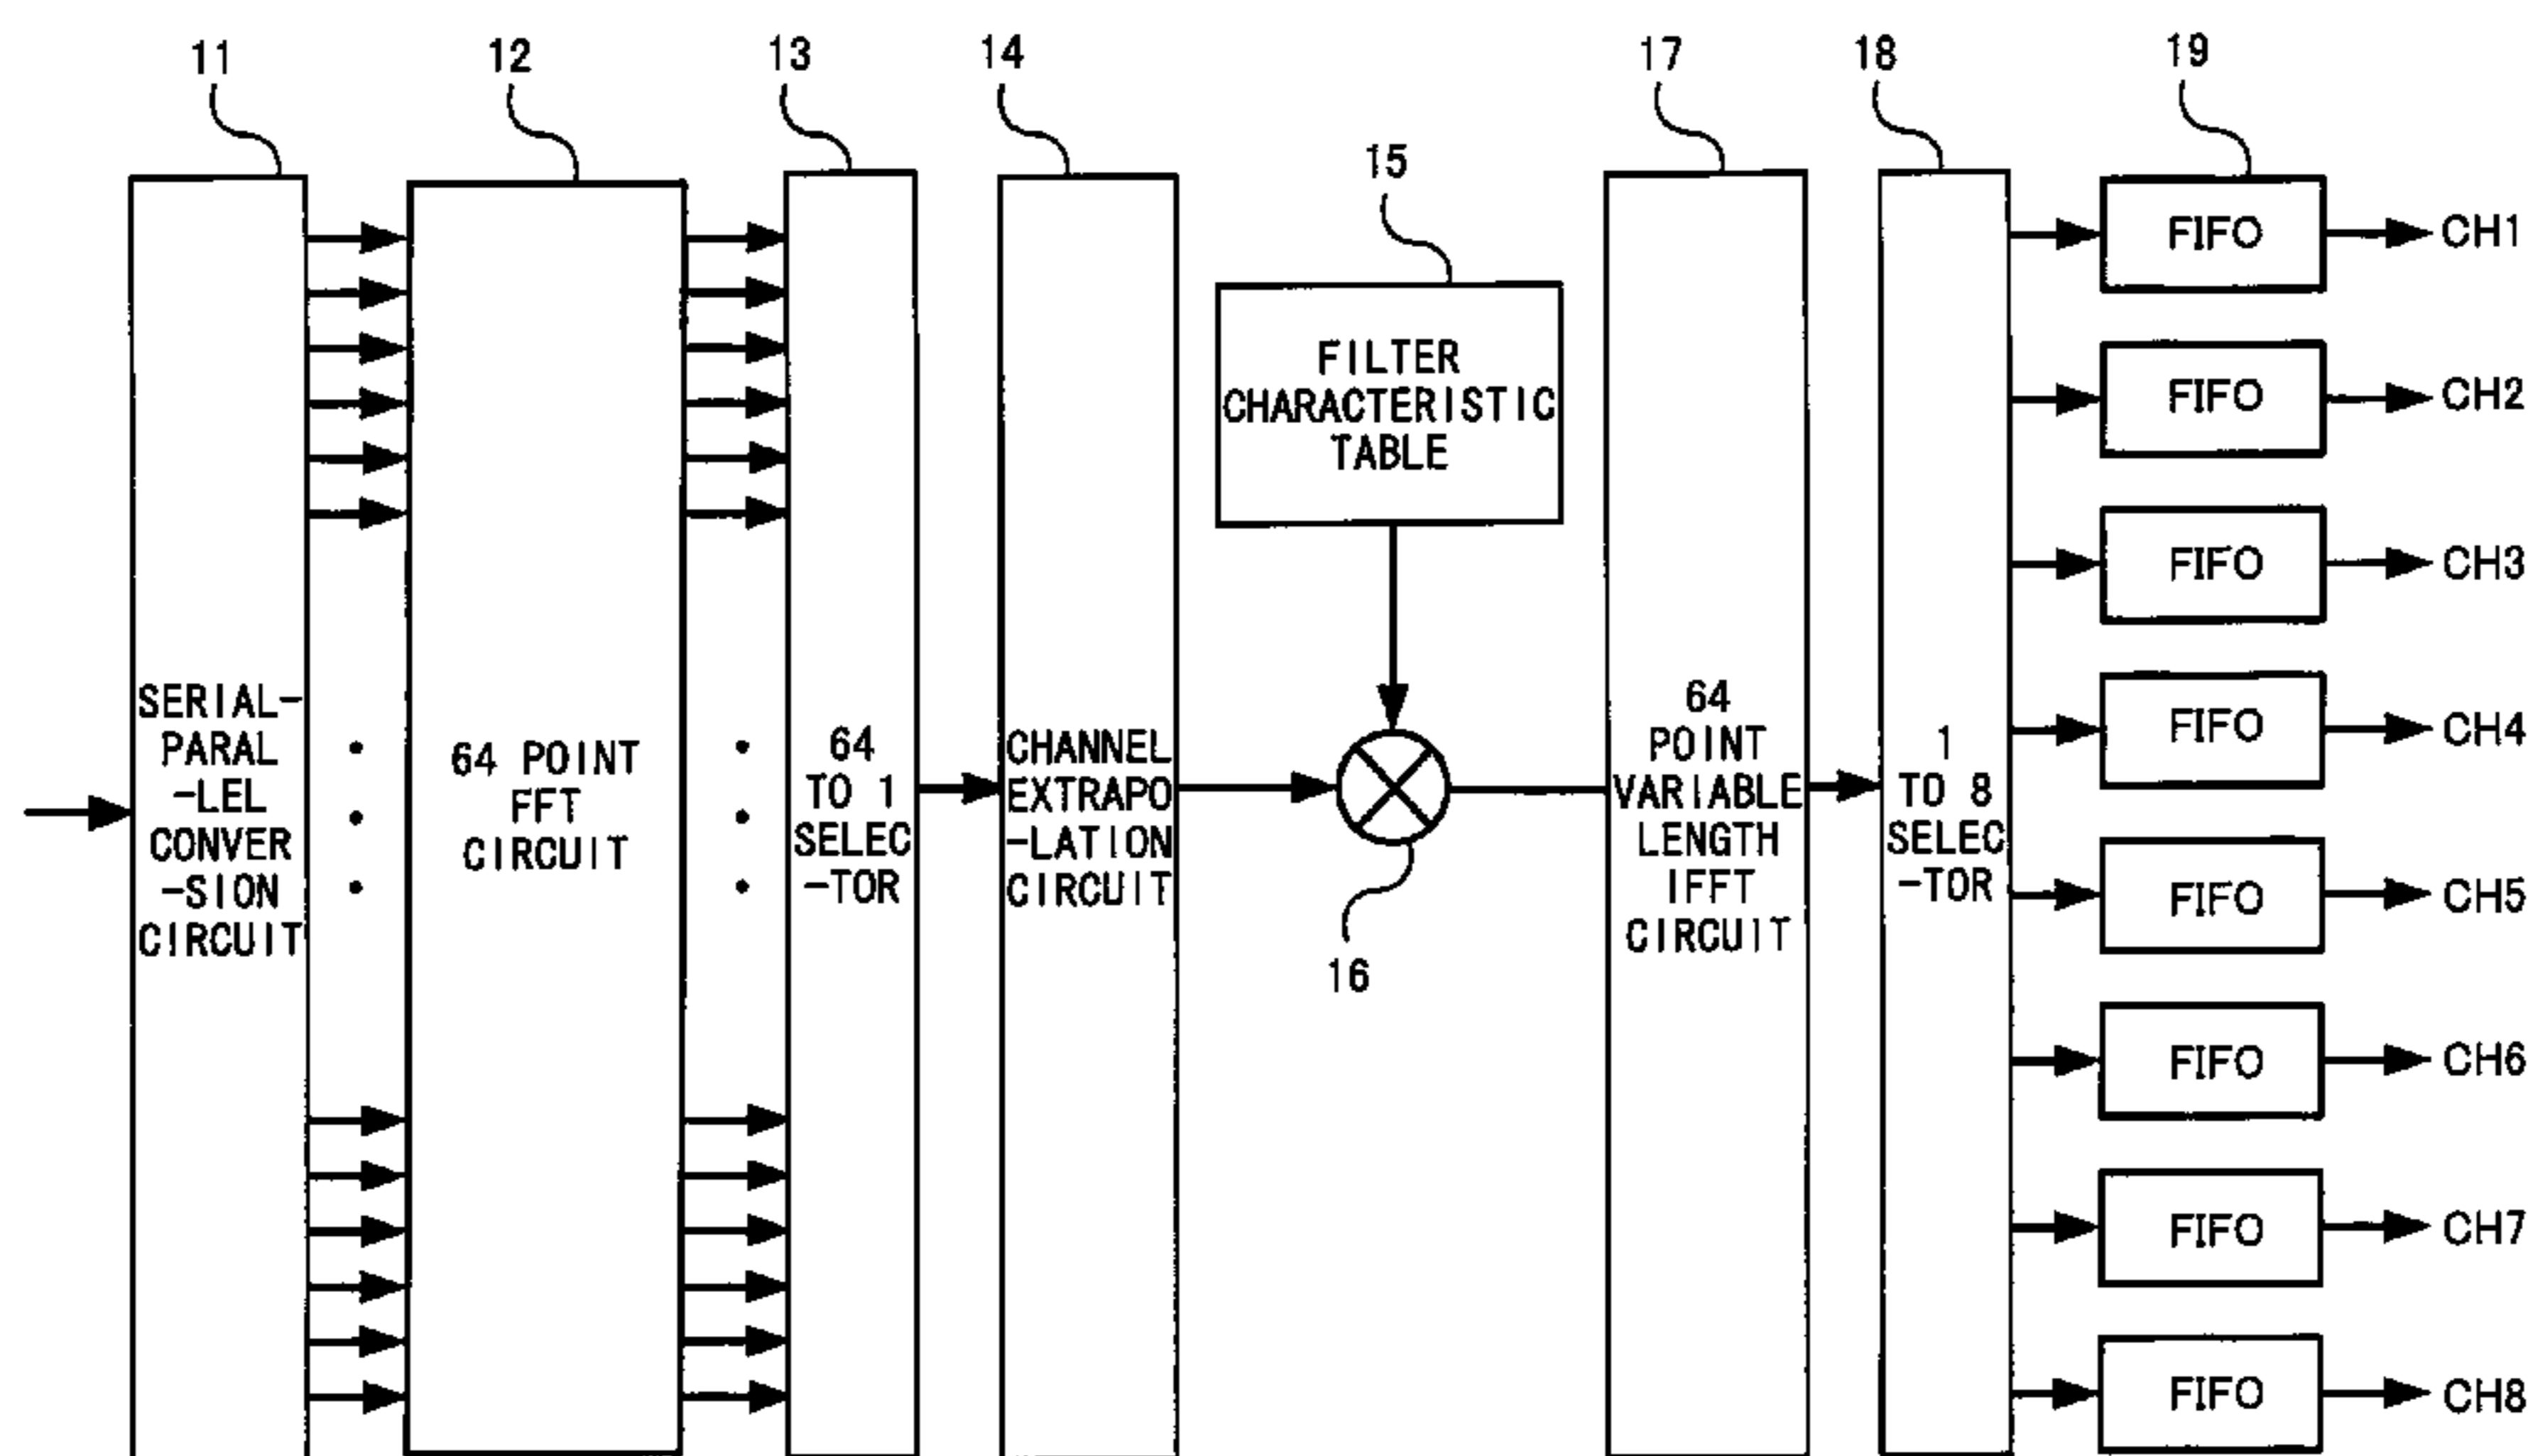 11
12
13
14
15
16
17
18
19
SERIAL-
PARAL
-LEL
CONVER
-SION
CIRCUIT
64 POINT
FFT
CIRCUIT
64
TO 1
SELEC
-TOR
CHANNEL
EXTRAPO
-LATION
CIRCUIT
FILTER
CHARACTERISTIC
TABLE
64
POINT
VARIABLE
LENGTH
IFFT
CIRCUIT
1
TO 8
SELEC
-TOR
FIFO
CH1
FIFO
CH2
FIFO
CH3
FIFO
CH4
FIFO
CH5
FIFO
CH6
FIFO
CH7
FIFO
CH8